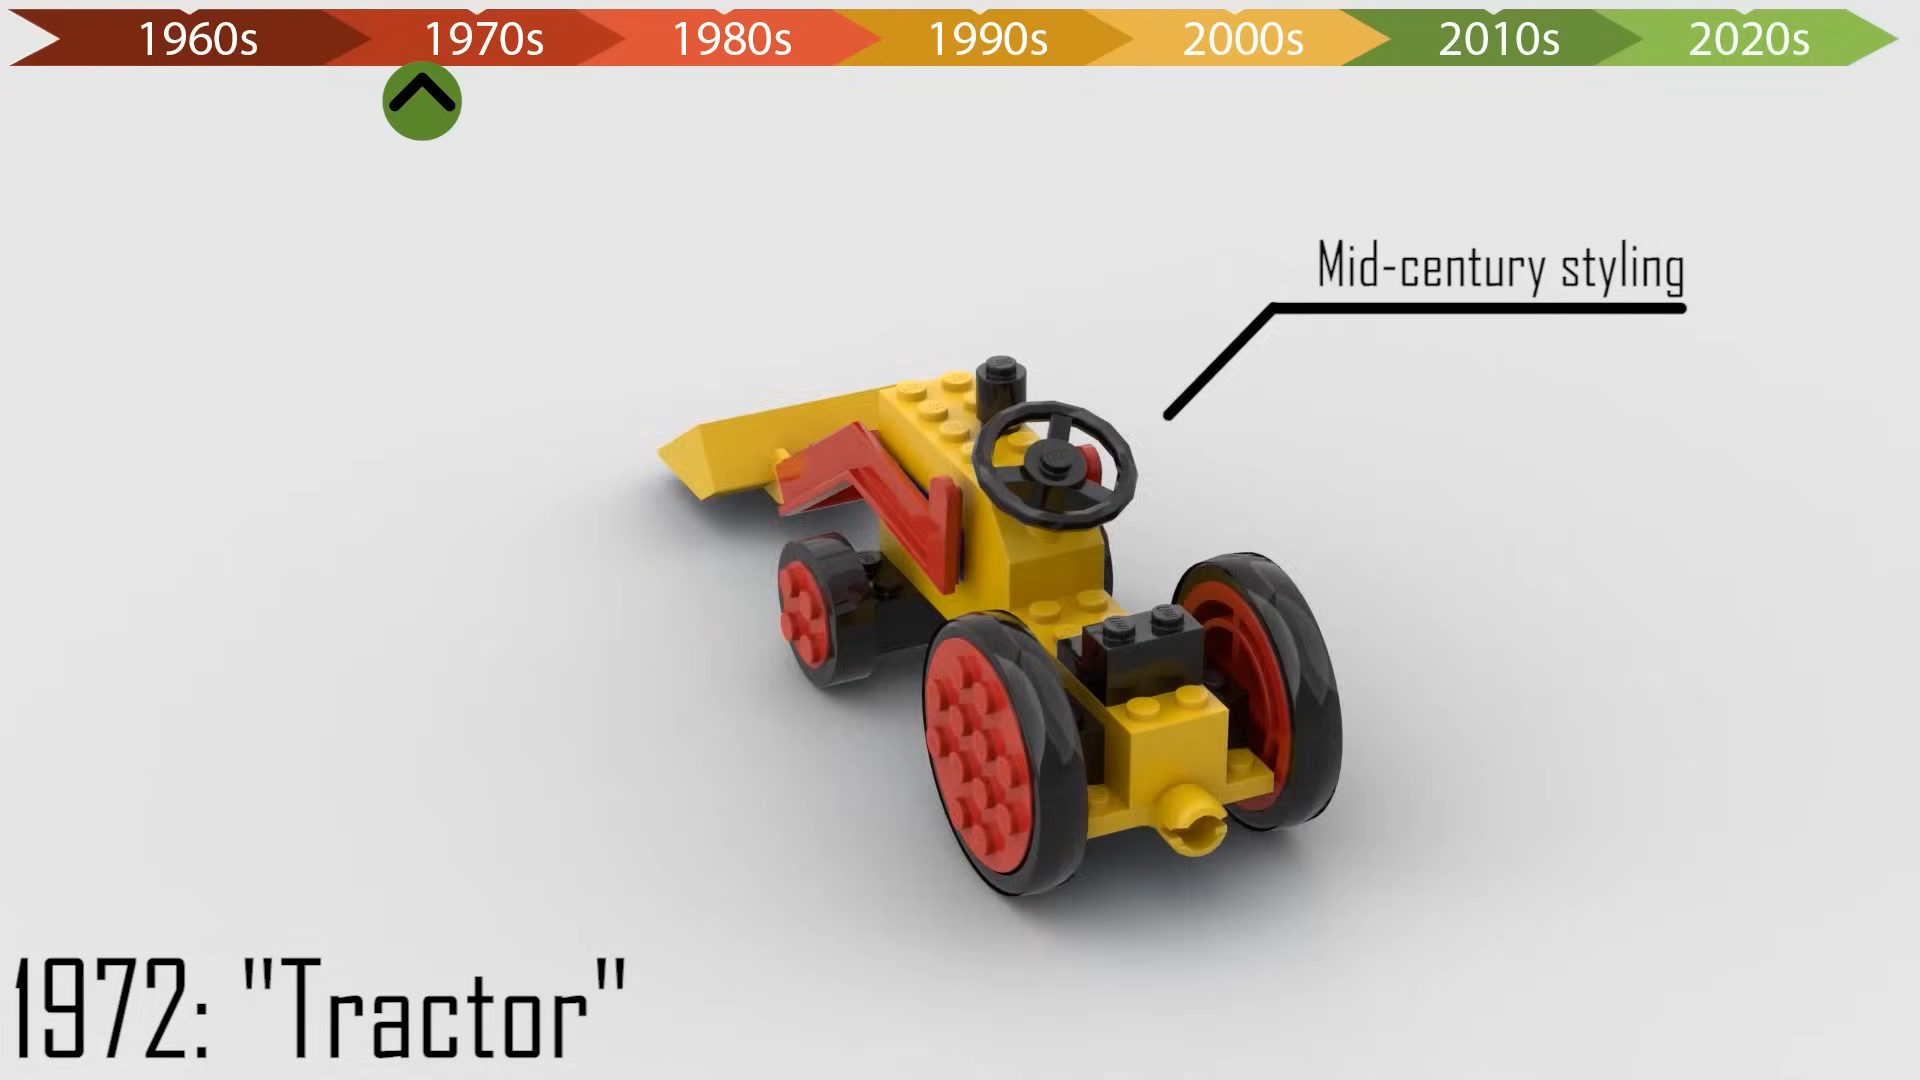 1960s 1970s 1980s 1990s 2000s 2010s 2020s
Mid-century styling
1972: "Tractor"